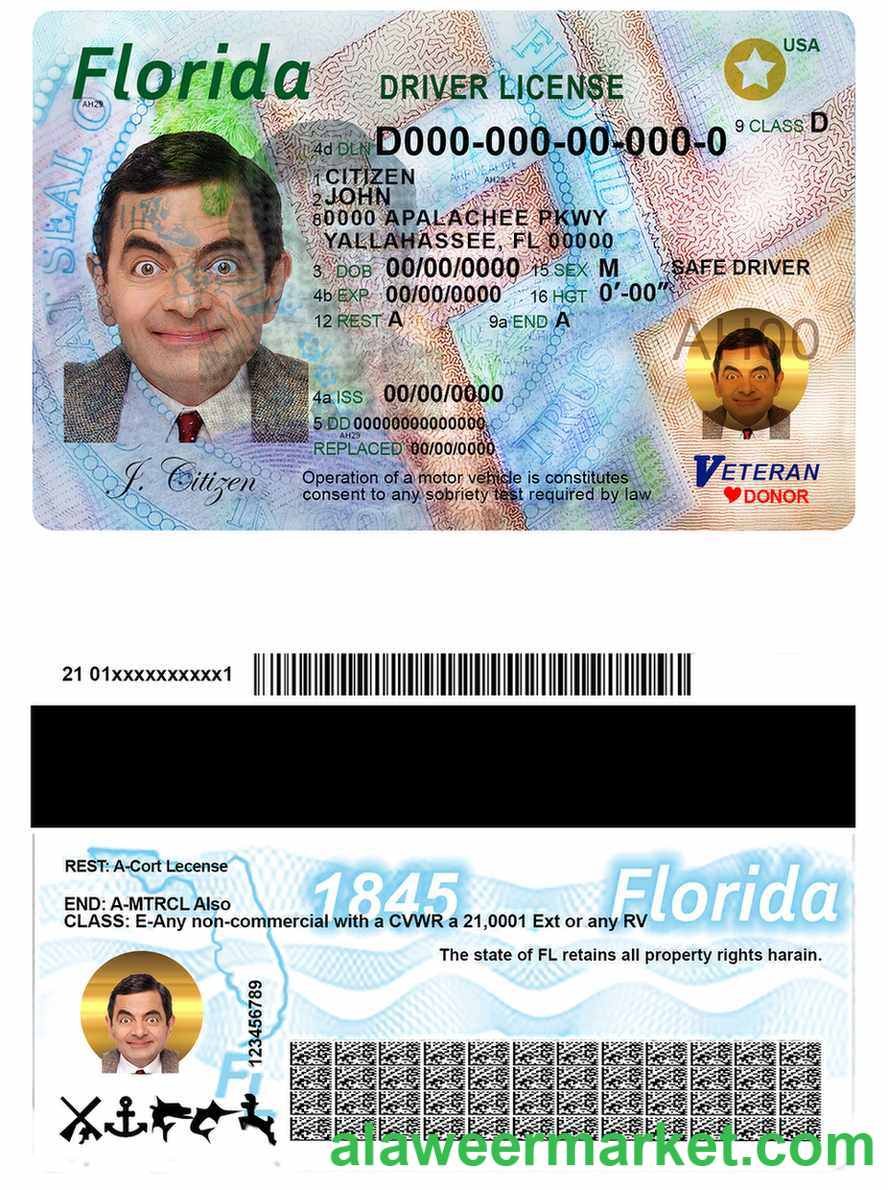 Florida
USA
DRIVER LICENSE
AH29
9 CLASS D
4d DLN D000-000-00-000-0
1 CITIZEN
AH29
2 JOHN
8 0000 APALACHEE PKWY
YALLAHASSEE, FL 00000
3. DOB 00/00/0000 15 SEX M SAFE DRIVER
4b EXP 00/00/0000 16 HGT 0'-00"
12 REST A 9a END A
AH00
4a ISS 00/00/0000
5 DD 00000000000000
AH29
REPLACED 00/00/0000
J. Citizen
Operation of a motor vehicle is constitutes
consent to any sobriety test required by law
VETERAN
DONOR
21 01xxxxxxxxxx1
REST: A-Cort Lecense
END: A-MTRCL Also
1845
Florida
CLASS: E-Any non-commercial with a CVWR a 21,0001 Ext or any RV
The state of FL retains all property rights harain.
123456789
FL
alaweermarket.com